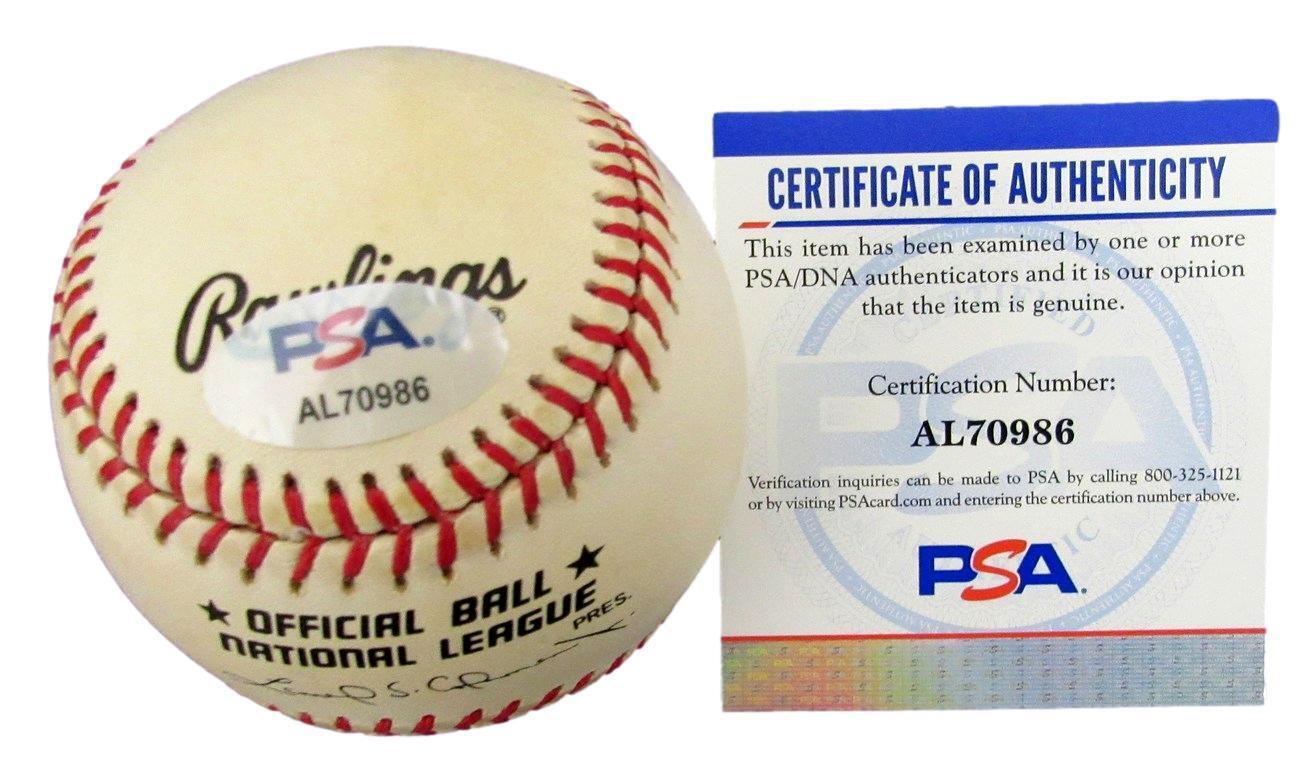 Rawlings
®
PSA.
AL70986
★ OFFICIAL BALL ★
NATIONAL LEAGUE
PRES.
CERTIFICATE OF AUTHENTICITY
This item has been examined by one or more
PSA/DNA authenticators and it is our opinion
that the item is genuine.
Certification Number:
AL70986
Verification inquiries can be made to PSA by calling 800-325-1121
or by visiting PSAcard.com and entering the certification number above.
PSA.